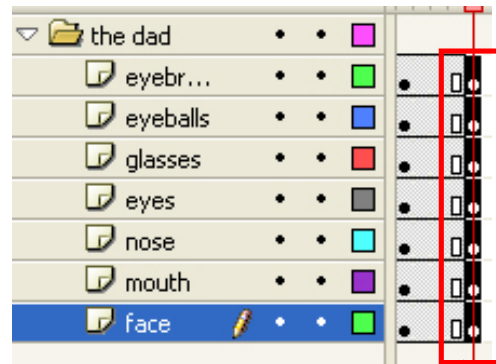 the dad
eyebr...
eyeballs
glasses
eyes
nose
mouth
face